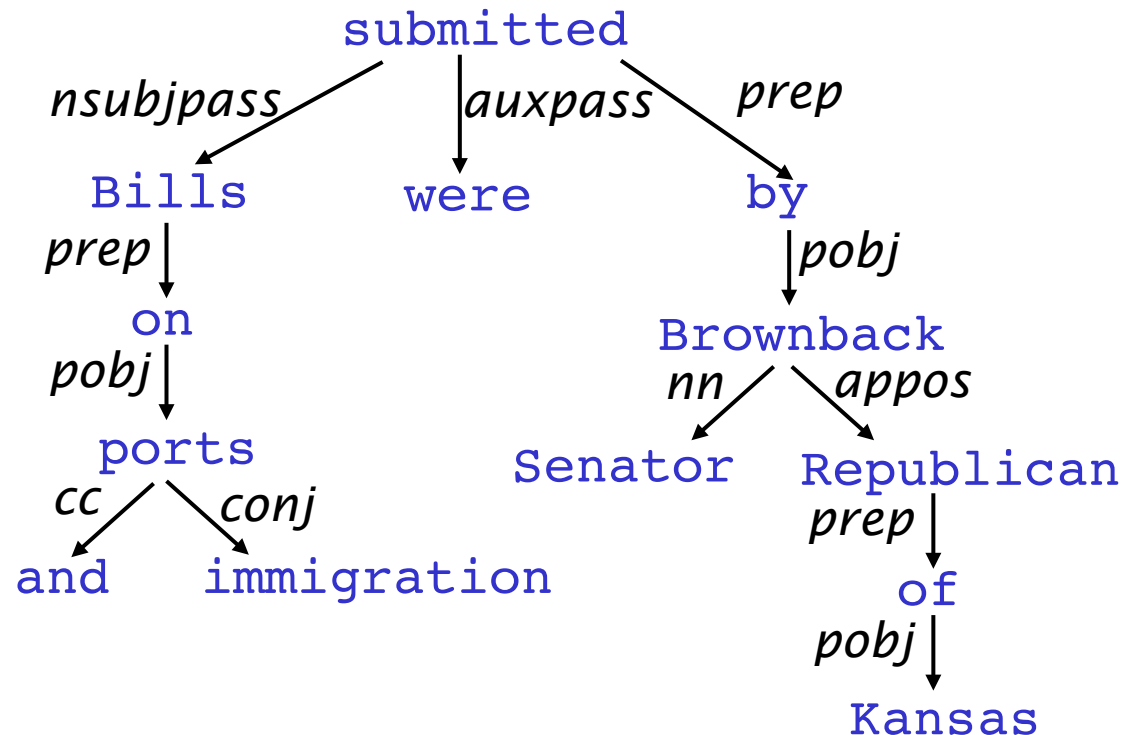 submitted
nsubjpass auxpass prep
Bills were by
prep pobj
on Brownback
pobj nn appos
ports Senator Republican
cc conj prep
and immigration of
pobj
Kansas